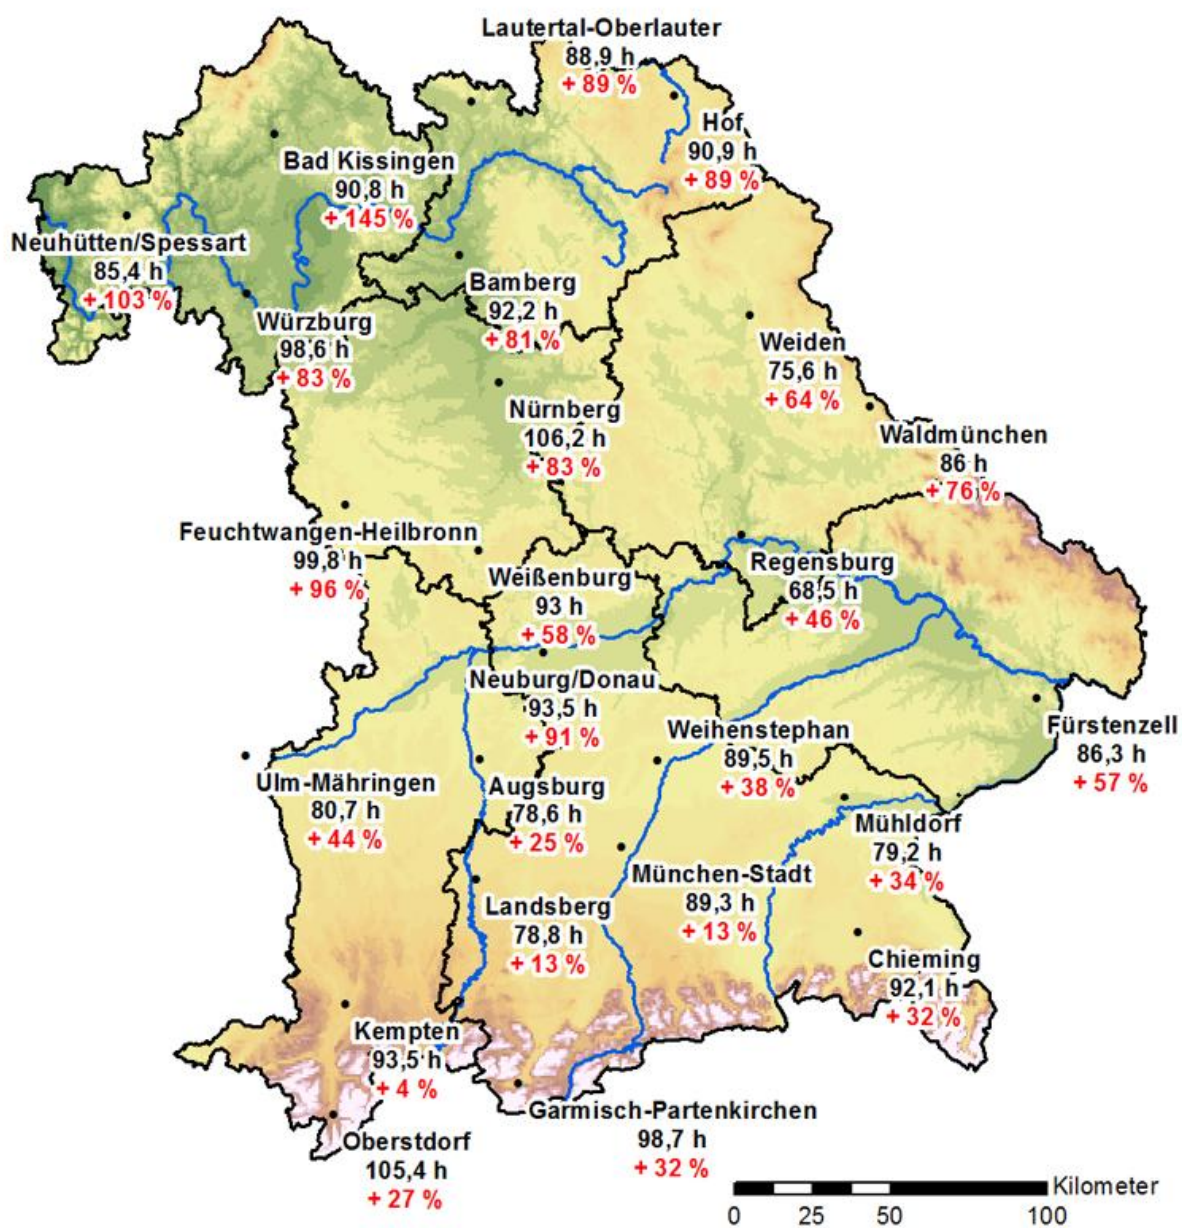 Lautertal-Oberlauter
88,9 h
+ 89 %
Hof
90,9 h
+ 89 %
Bad Kissingen
90,8 h
+ 145 %
Neuhütten/Spessart
85,4 h
+ 103 %
Bamberg
92,2 h
+ 81 %
Würzburg
98,6 h
+ 83 %
Weiden
75,6 h
+ 64 %
Nürnberg
106,2 h
+ 83 %
Waldmünchen
86 h
+ 76 %
Feuchtwangen-Heilbronn
99,8 h
+ 96 %
Weißenburg
93 h
+ 58 %
Regensburg
68,5 h
+ 46 %
Neuburg/Donau
93,5 h
+ 91 %
Weihenstephan
89,5 h
+ 38 %
Fürstenzell
86,3 h
+ 57 %
Ulm-Mähringen
80,7 h
+ 44 %
Augsburg
78,6 h
+ 25 %
Mühldorf
79,2 h
+ 34 %
München-Stadt
89,3 h
+ 13 %
Landsberg
78,8 h
+ 13 %
Chieming
92,1 h
+ 32 %
Kempten
93,5 h
+ 4 %
Garmisch-Partenkirchen
98,7 h
+ 32 %
Oberstdorf
105,4 h
+ 27 %
Kilometer
0 25 50 100